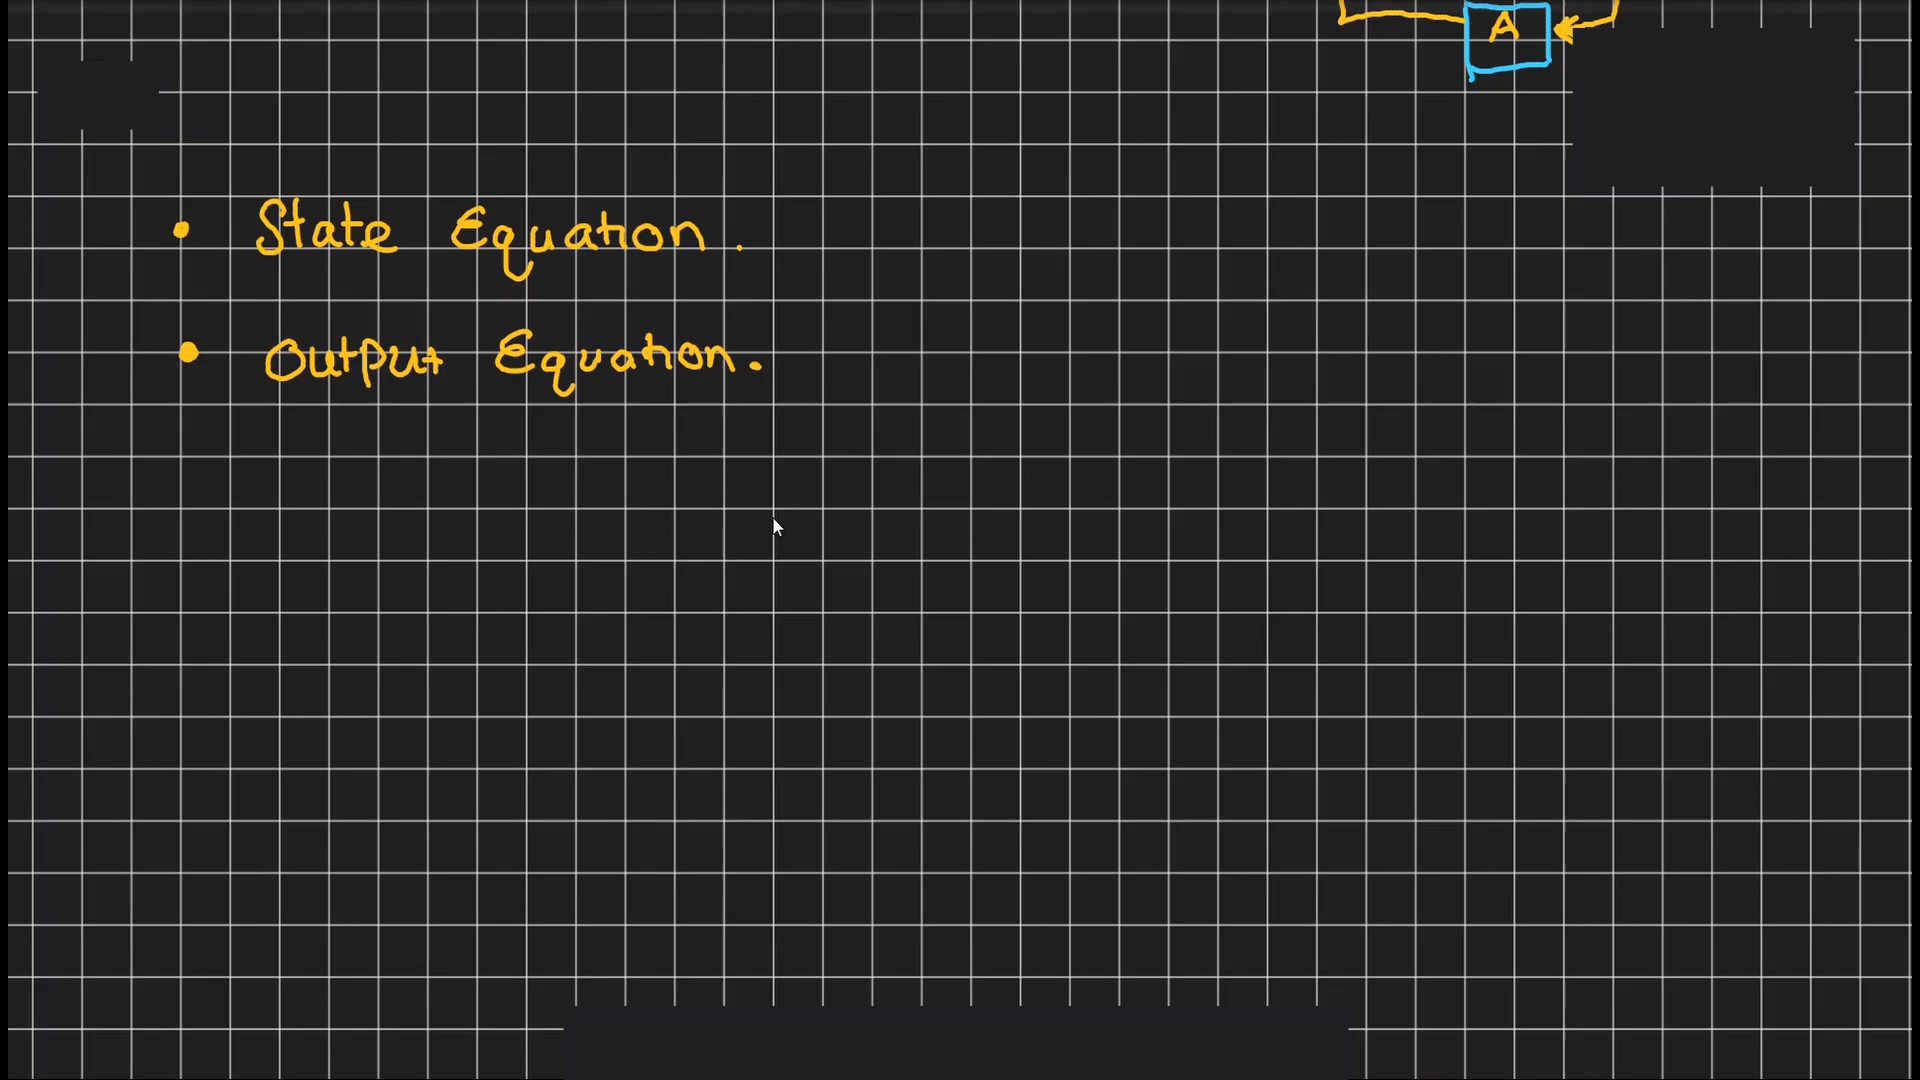 A
• State Equation.
• Output Equation.